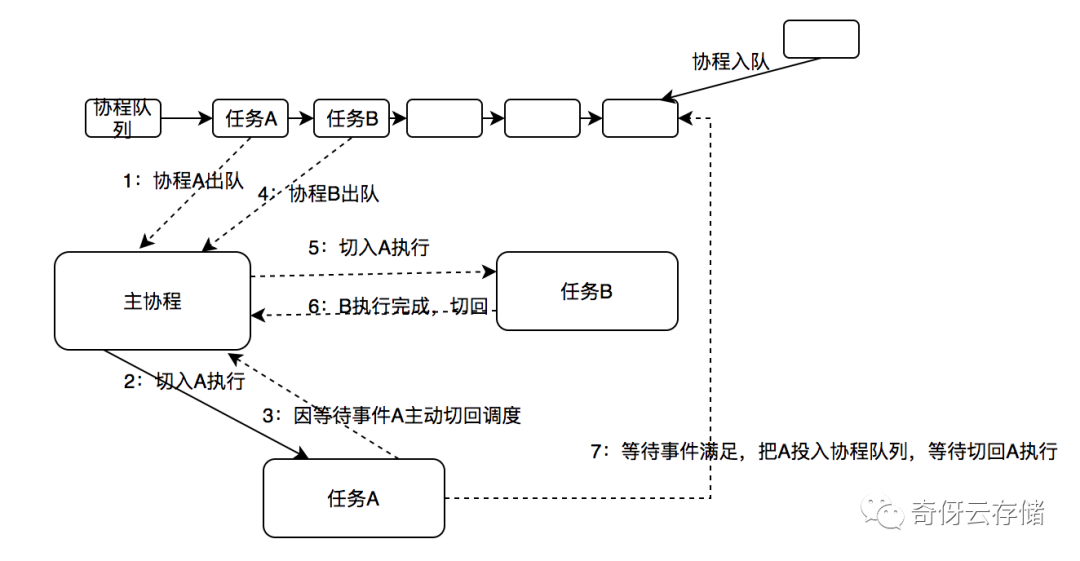 协程入队
协程队
列
任务A
任务B
1：协程A出队
4：协程B出队
5：切入A执行
主协程
任务B
6：B执行完成，切回
2：切入A执行
3：因等待事件A主动切回调度
7：等待事件满足，把A投入协程队列，等待切回A执行
任务A
奇伢云存储